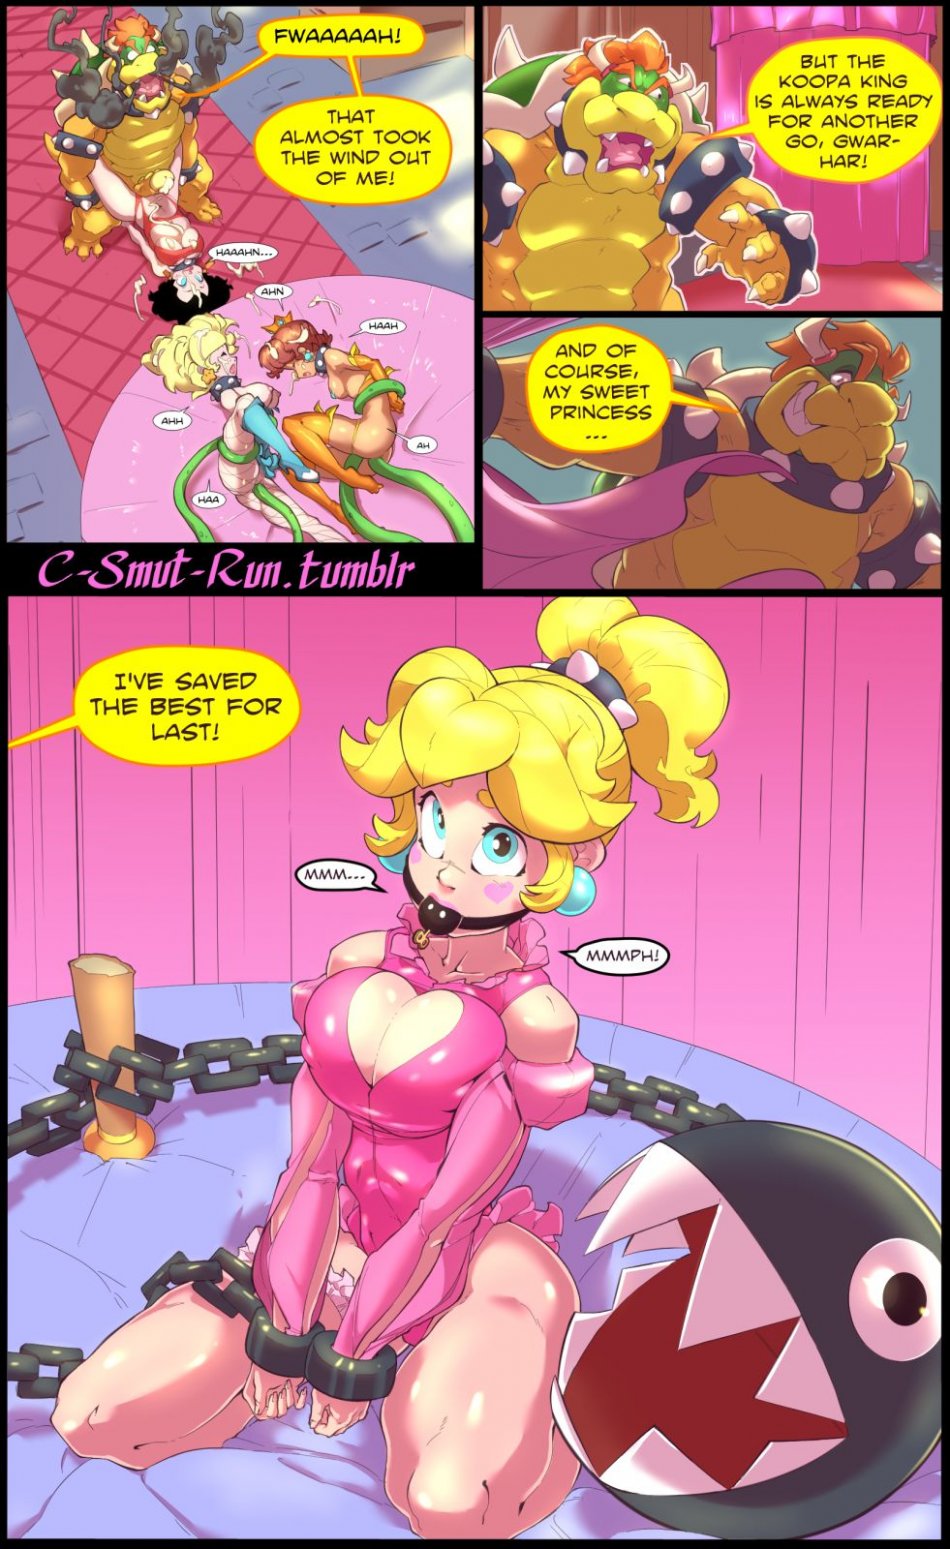 FWAAAAAH!
THAT
ALMOST TOOK
THE WIND OUT
OF ME!
HAAAHN...
AHN
HAAH
AHH
AH
HAA
BUT THE
KOOPA KING
IS ALWAYS READY
FOR ANOTHER
GO, GWAR-
HAR!
AND OF
COURSE,
MY SWEET
PRINCESS
...
C-Smut-Run.tumblr
I'VE SAVED
THE BEST FOR
LAST!
MMM...
MMMPH!